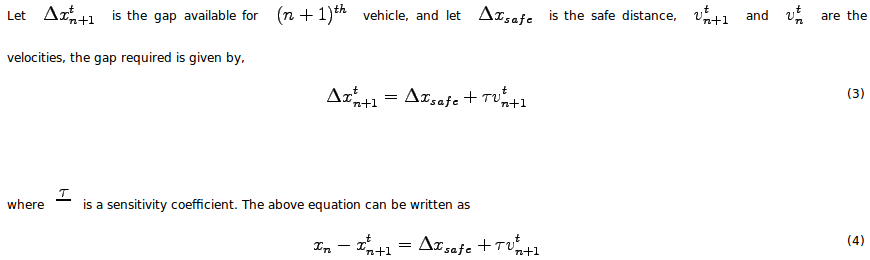 Let Δx^t_{n+1} is the gap available for (n + 1)^{th} vehicle, and let Δx_{safe} is the safe distance, v^t_{n+1} and v^t_n are the
velocities, the gap required is given by,
Δx^t_{n+1} = Δx_{safe} + τv^t_{n+1} (3)
where τ is a sensitivity coefficient. The above equation can be written as
x_n − x^t_{n+1} = Δx_{safe} + τv^t_{n+1} (4)